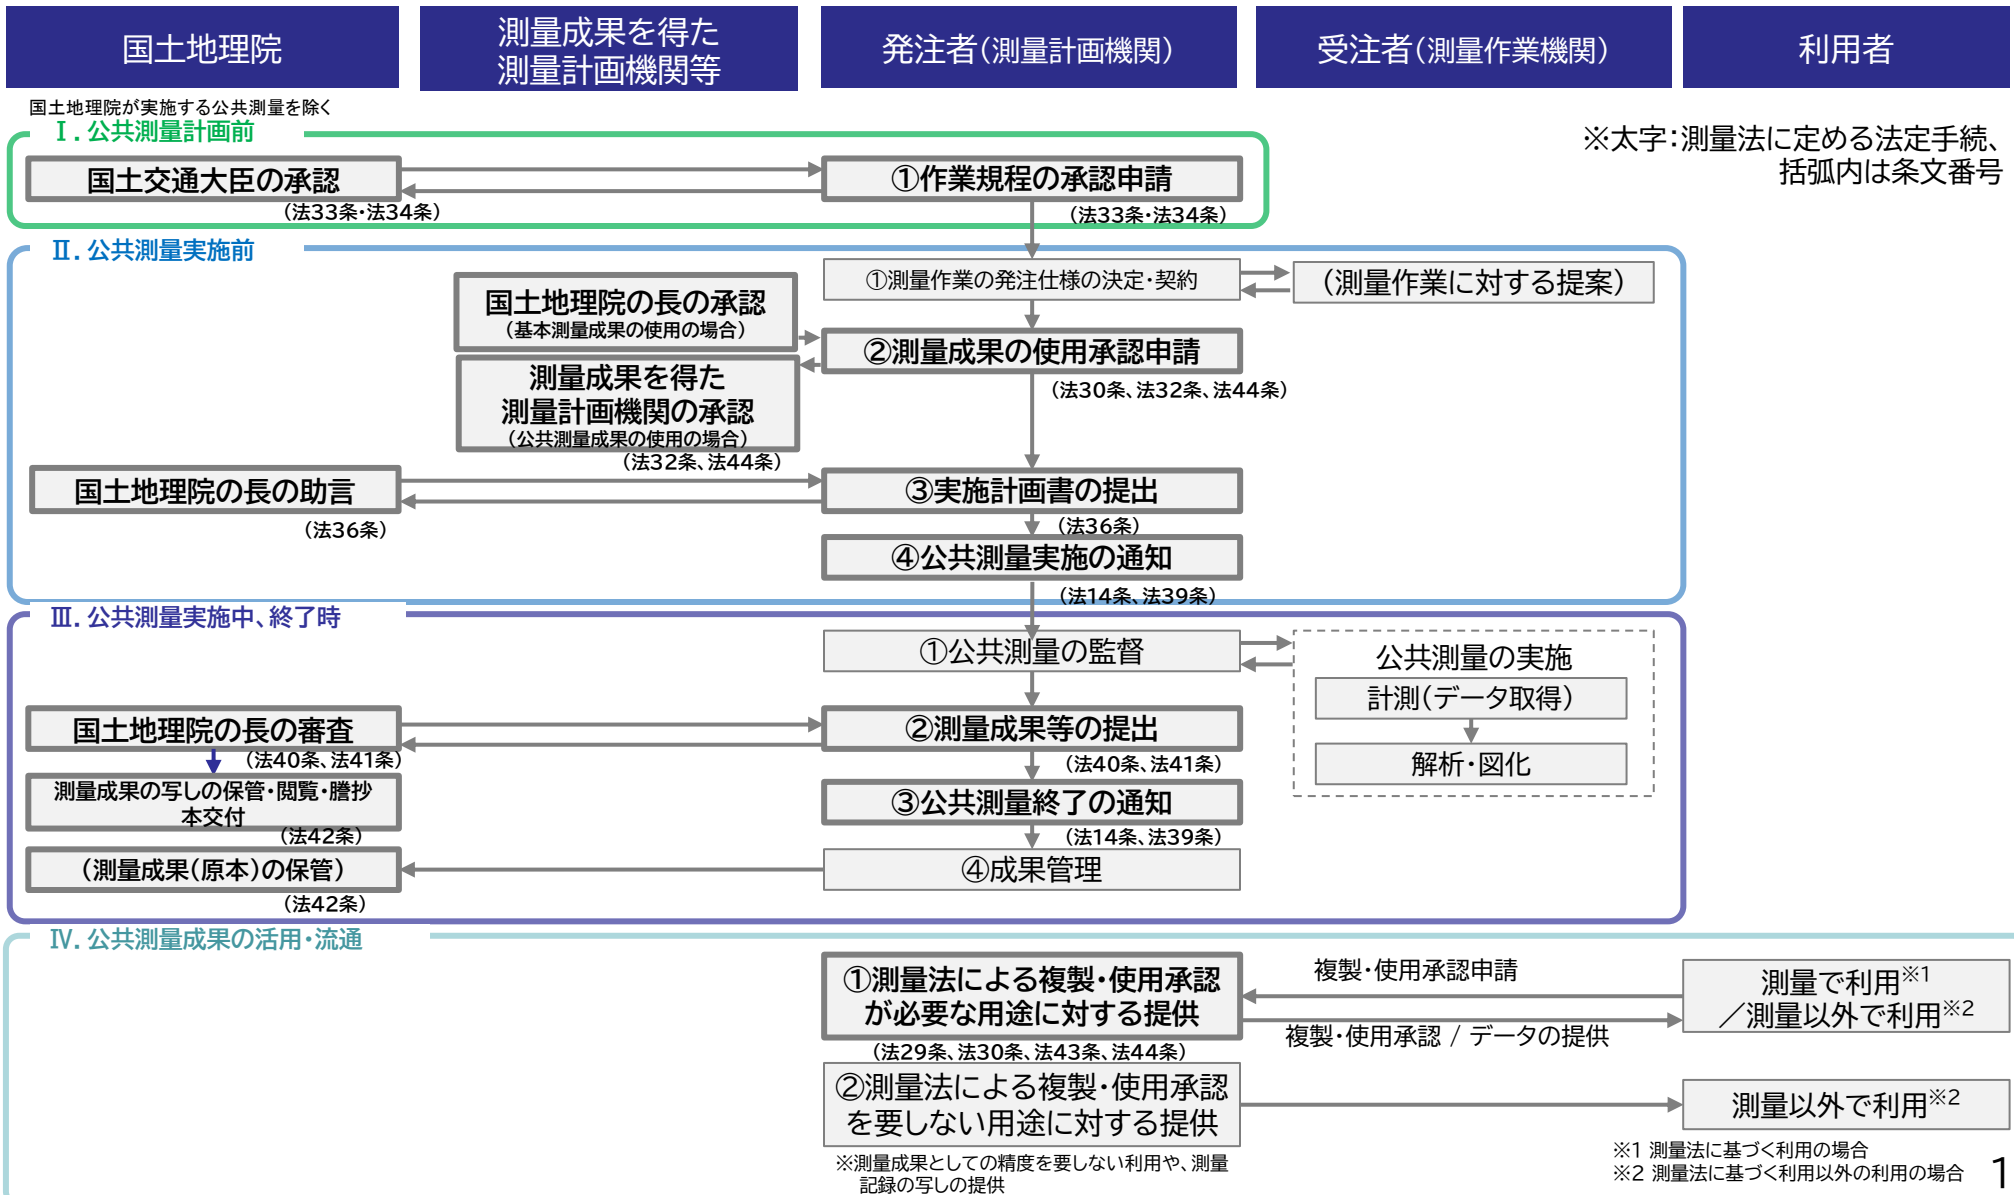 国土地理院
測量成果を得た
測量計画機関等
発注者(測量計画機関)
受注者(測量作業機関)
利用者
国土地理院が実施する公共測量を除く
Ⅰ.公共測量計画前
※太字:測量法に定める法定手続、
括弧内は条文番号
国土交通大臣の承認
(法33条・法34条)
①作業規程の承認申請
(法33条・法34条)
Ⅱ.公共測量実施前
①測量作業の発注仕様の決定・契約
(測量作業に対する提案)
国土地理院の長の承認
(基本測量成果の使用の場合)
②測量成果の使用承認申請
(法30条、法32条、法44条)
測量成果を得た
測量計画機関の承認
(公共測量成果の使用の場合)
(法32条、法44条)
国土地理院の長の助言
(法36条)
③実施計画書の提出
(法36条)
④公共測量実施の通知
(法14条、法39条)
Ⅲ.公共測量実施中、終了時
①公共測量の監督
公共測量の実施
計測(データ取得)
解析・図化
国土地理院の長の審査
(法40条、法41条)
②測量成果等の提出
(法40条、法41条)
測量成果の写しの保管・閲覧・謄抄
本交付
(法42条)
③公共測量終了の通知
(法14条、法39条)
(測量成果(原本)の保管)
(法42条)
④成果管理
Ⅳ.公共測量成果の活用・流通
①測量法による複製・使用承認
が必要な用途に対する提供
(法29条、法30条、法43条、法44条)
複製・使用承認申請
複製・使用承認 / データの提供
測量で利用※1
/測量以外で利用※2
②測量法による複製・使用承認
を要しない用途に対する提供
測量以外で利用※2
※測量成果としての精度を要しない利用や、測量
記録の写しの提供
※1 測量法に基づく利用の場合
※2 測量法に基づく利用以外の利用の場合
1